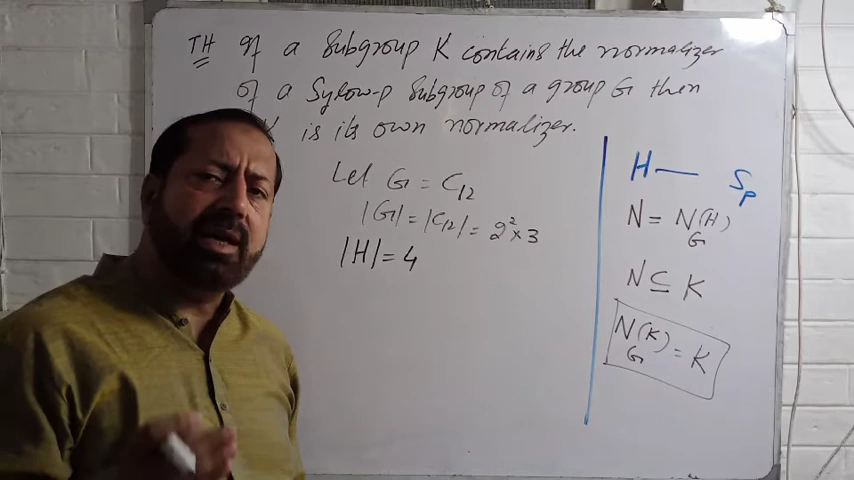 TH If a Subgroup K contains the normalizer
of a Sylow-p Subgroup of a group G then
K is its own normalizer.
Let G = C12
|G| = |C12| = 2² × 3
|H| = 4
H — Sp
N = N(H)
G
N ⊆ K
N(K) = K
G